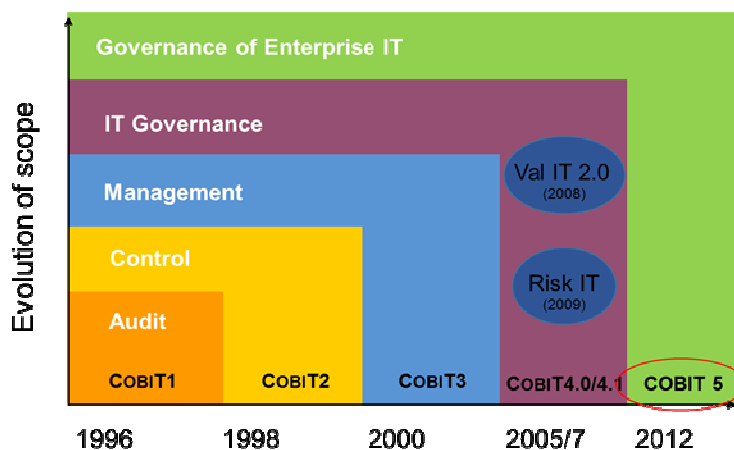 Governance of Enterprise IT
IT Governance
Val IT 2.0
(2008)
Management
Control
Risk IT
(2009)
Audit
COBIT1
COBIT2
COBIT3
COBIT4.0/4.1
COBIT 5
1996
1998
2000
2005/7
2012
Evolution of scope